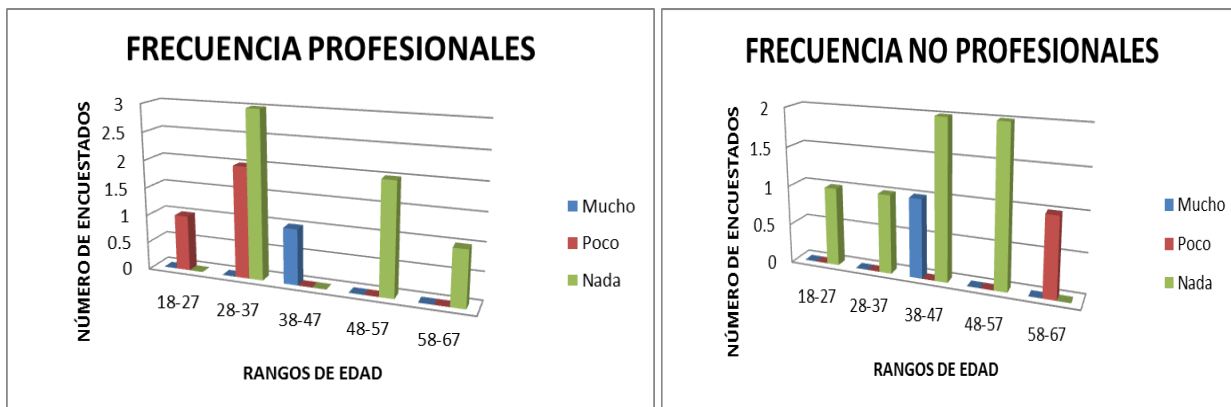 FRECUENCIA PROFESIONALES
NÚMERO DE ENCUESTADOS
3
2.5
2
1.5
1
0.5
0
18-27
28-37
38-47
48-57
58-67
RANGOS DE EDAD
Mucho
Poco
Nada
FRECUENCIA NO PROFESIONALES
NÚMERO DE ENCUESTADOS
2
1.5
1
0.5
0
18-27
28-37
38-47
48-57
58-67
RANGOS DE EDAD
Mucho
Poco
Nada